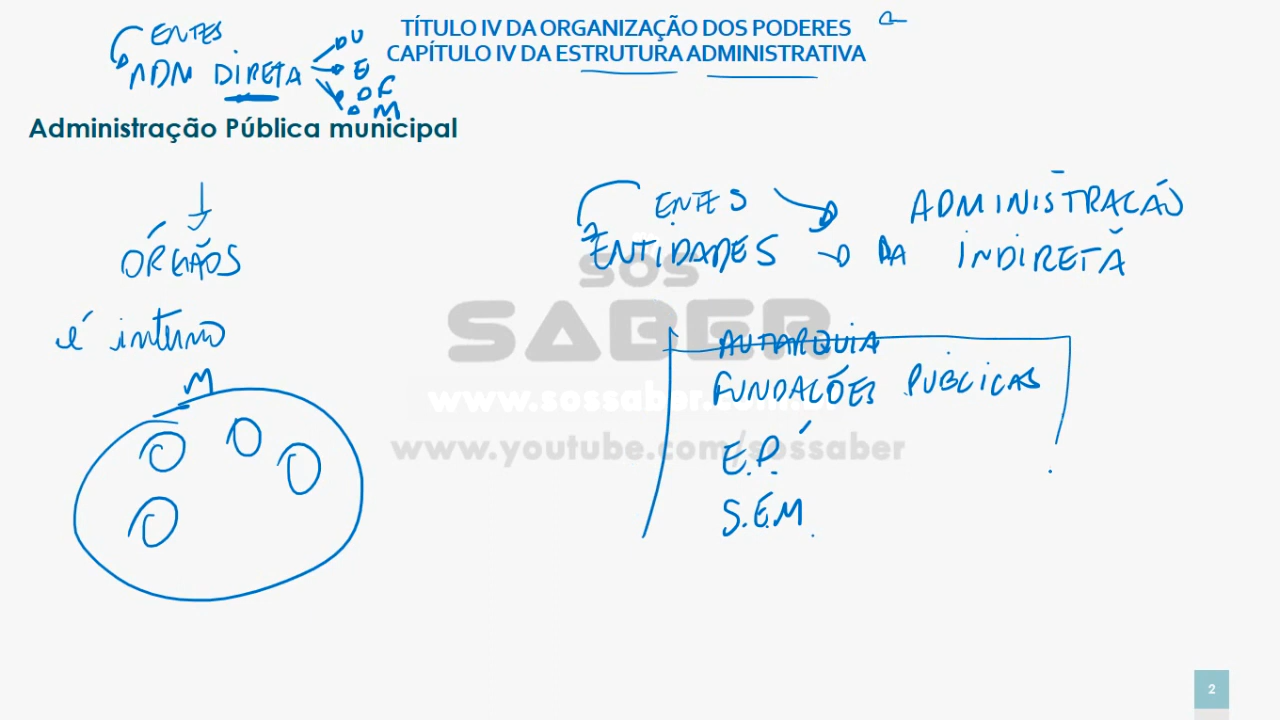 TÍTULO IV DA ORGANIZAÇÃO DOS PODERES
CAPÍTULO IV DA ESTRUTURA ADMINISTRATIVA
ENTES
ADM DIRETA
U
E
DF
M
Administração Pública municipal
ÓRGÃOS
é interno
M
ENTES
ADMINISTRAÇÃO
ENTIDADES DA INDIRETA
AUTARQUIA
FUNDAÇÕES PÚBLICAS
E.P.
S.E.M.
SOS
SABER
www.sossaber.com.br
www.youtube.com/sossaber
2